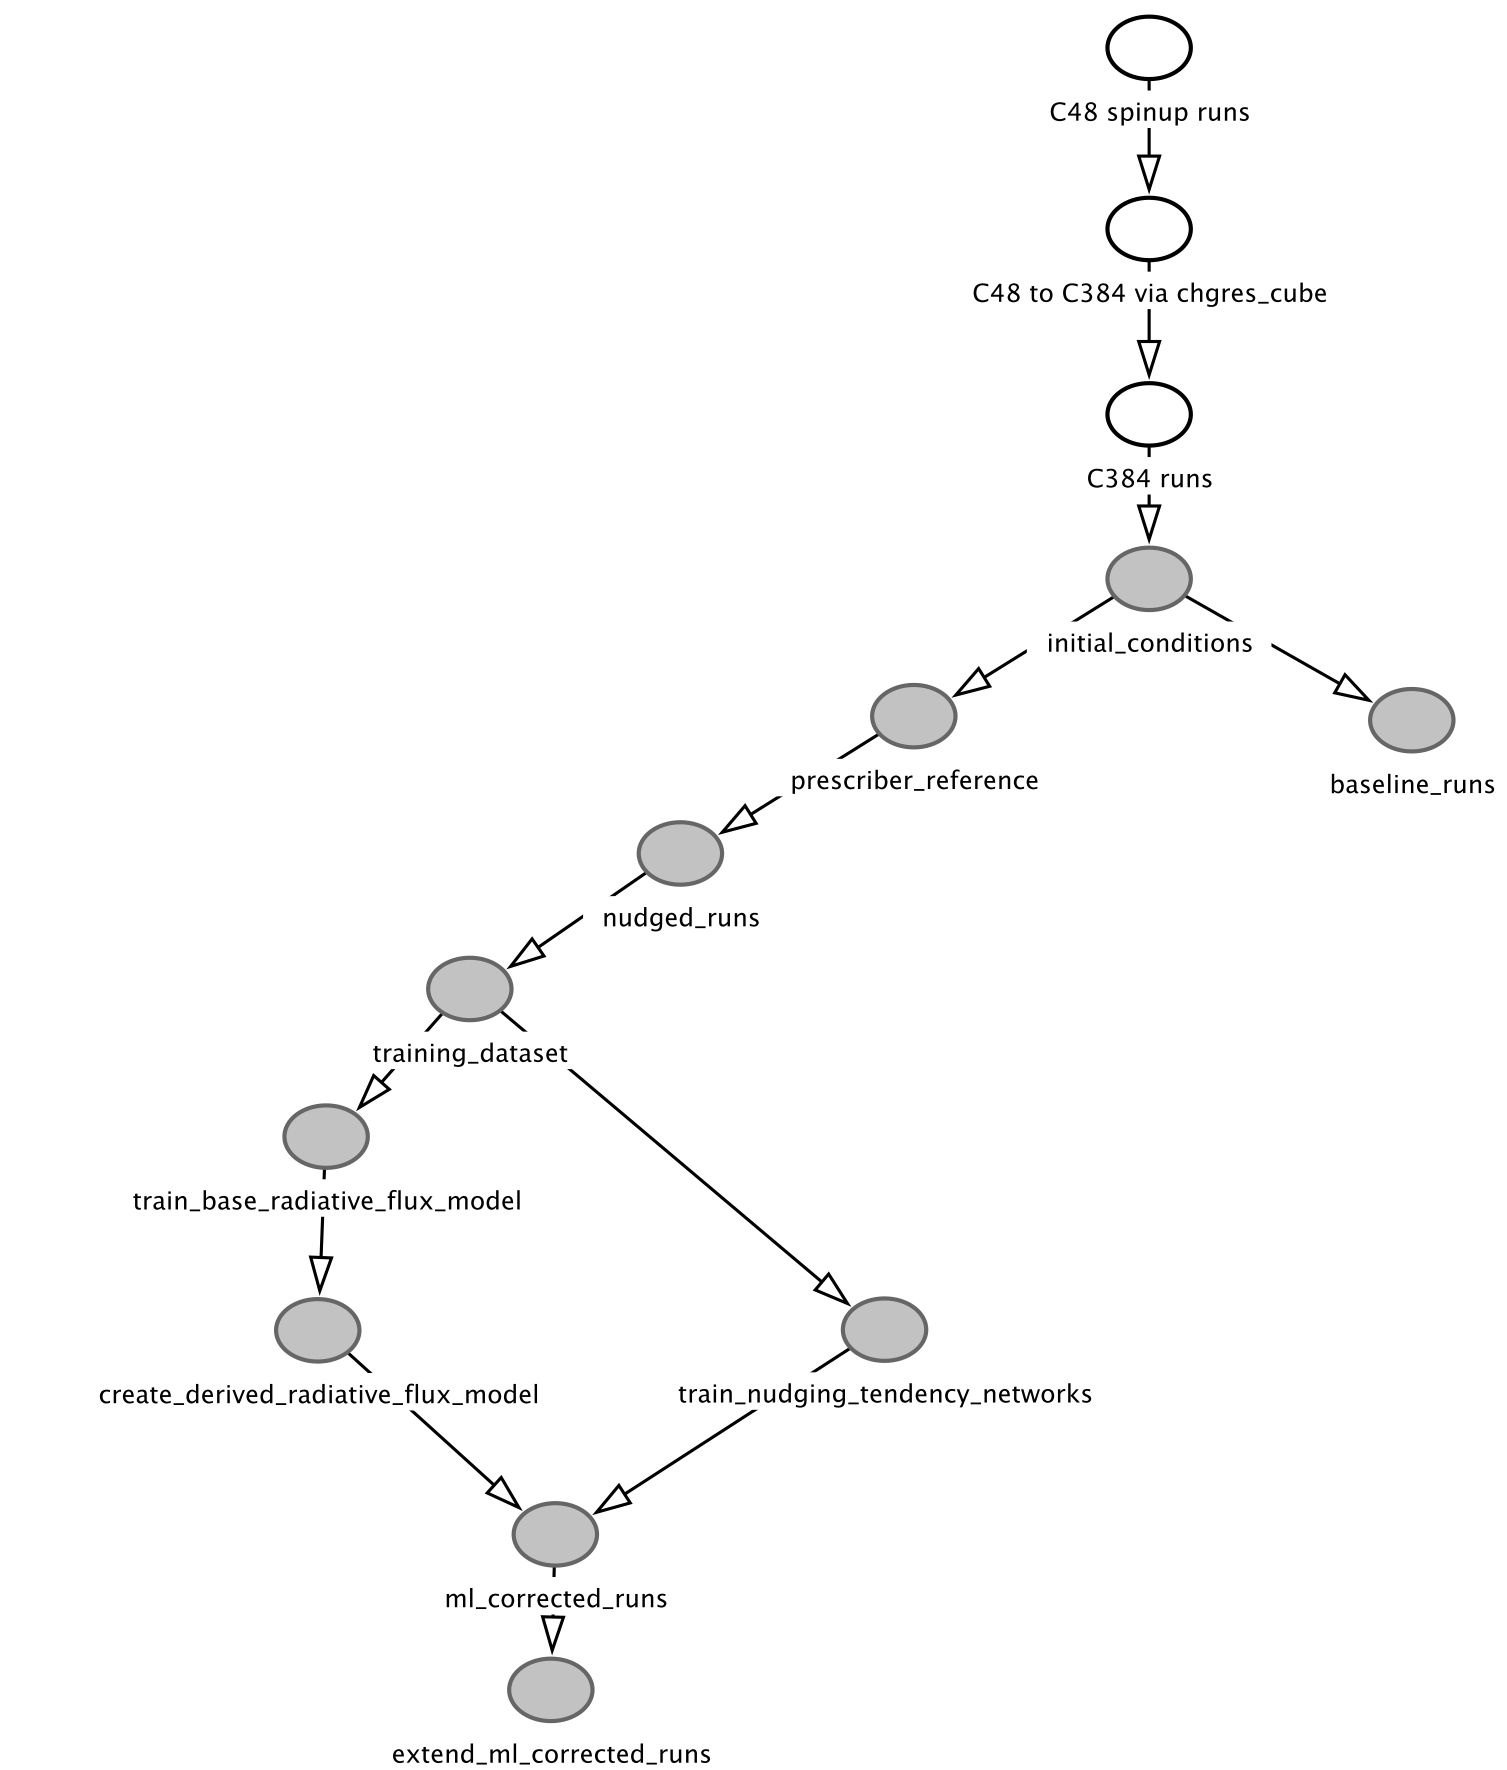 C48 spinup runs
C48 to C384 via chgres_cube
C384 runs
initial_conditions
prescriber_reference
baseline_runs
nudged_runs
training_dataset
train_base_radiative_flux_model
create_derived_radiative_flux_model
train_nudging_tendency_networks
ml_corrected_runs
extend_ml_corrected_runs